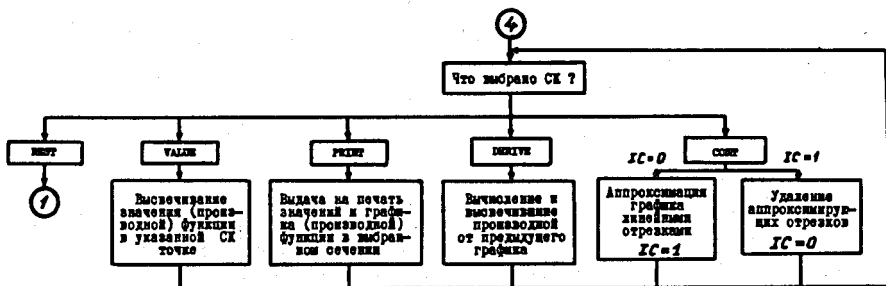 4
Что выбрано СК ?
REST
VALUE
PRINT
DERIVE
CONT
IC=0
IC=1
1
Высвечивание
значения (произ-
водной) функции
в указанной СК
точке
Выдача на печать
значений и графи-
ка (производной)
функции в выбран-
ном сечении
Вычисление и
высвечивание
производной
от предыдущего
графика
Аппроксимация
графика
линейными
отрезками
IC=1
Удаление
аппроксимирую-
щих отрезков
IC=0